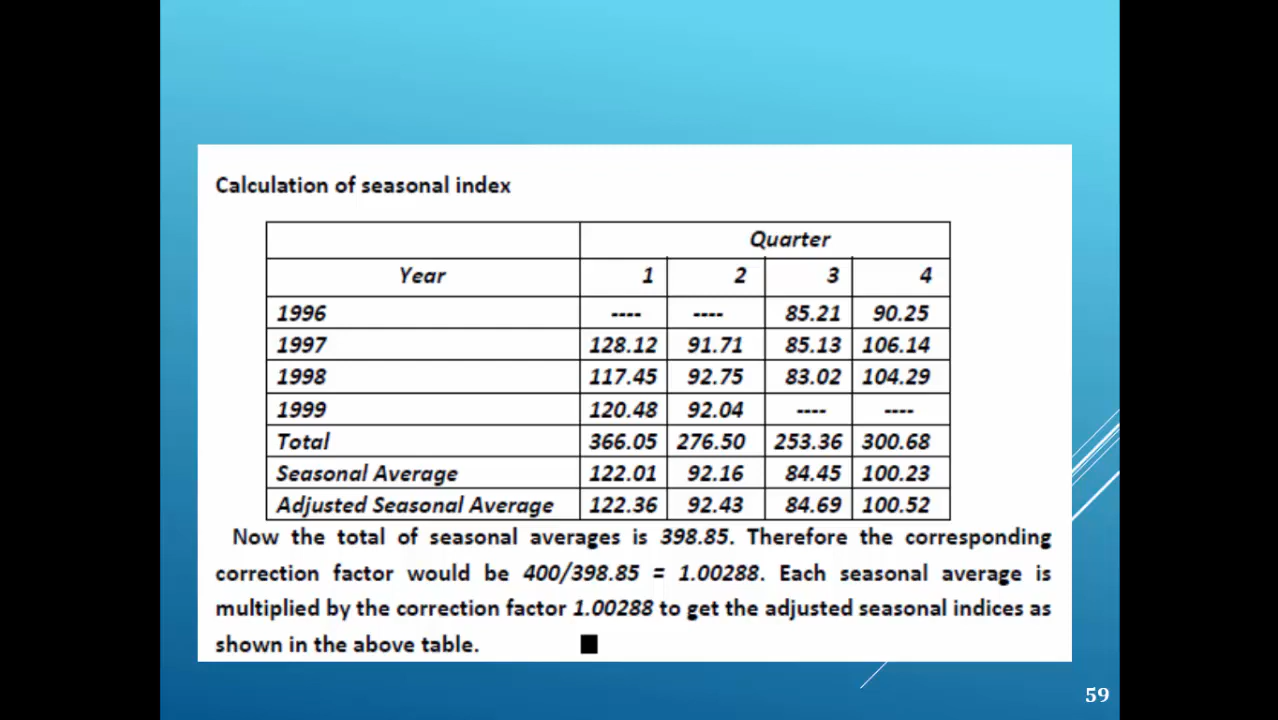 Calculation of seasonal index
Quarter
Year 1 2 3 4
1996 ---- ---- 85.21 90.25
1997 128.12 91.71 85.13 106.14
1998 117.45 92.75 83.02 104.29
1999 120.48 92.04 ---- ----
Total 366.05 276.50 253.36 300.68
Seasonal Average 122.01 92.16 84.45 100.23
Adjusted Seasonal Average 122.36 92.43 84.69 100.52
Now the total of seasonal averages is 398.85. Therefore the corresponding
correction factor would be 400/398.85 = 1.00288. Each seasonal average is
multiplied by the correction factor 1.00288 to get the adjusted seasonal indices as
shown in the above table. ■
59